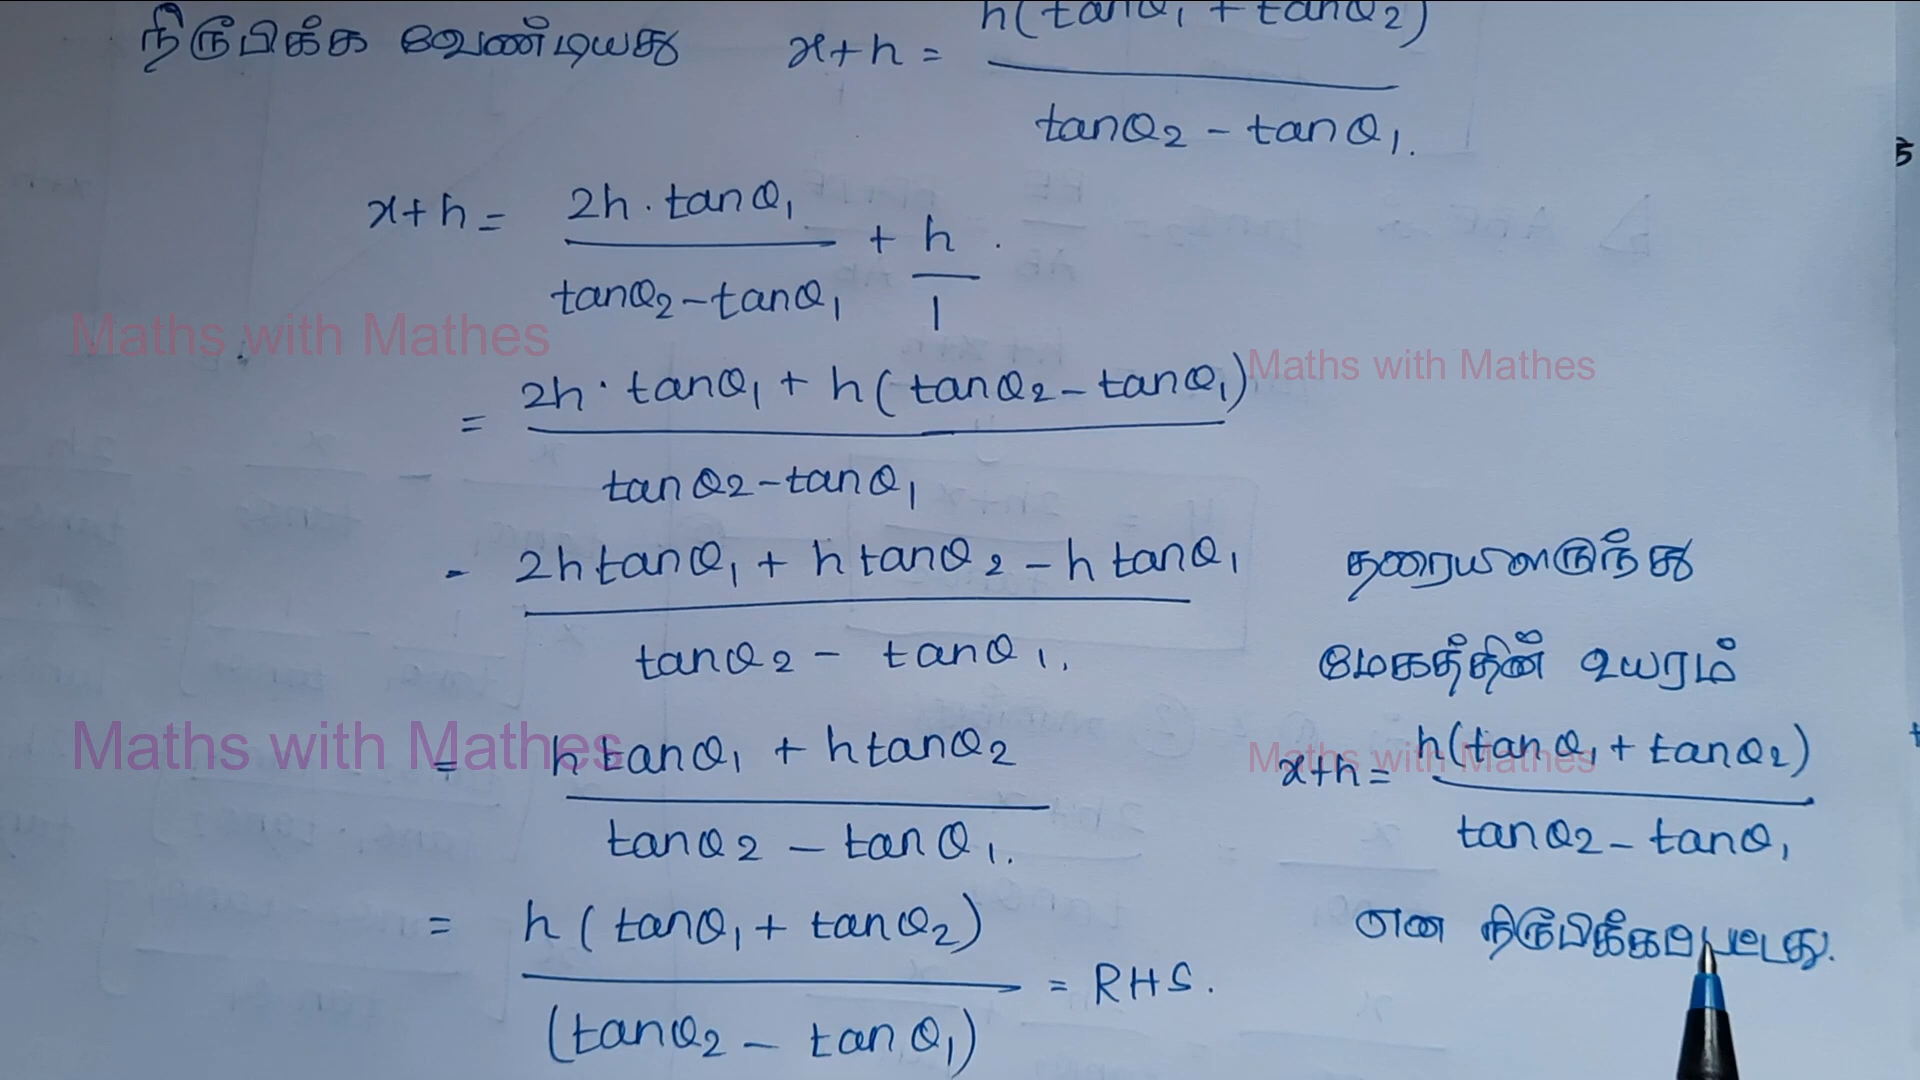 நிரூபிக்க வேண்டியது x+h = h(tanθ₁ + tanθ₂) / tanθ₂ - tanθ₁.
x+h = 2h·tanθ₁ / tanθ₂-tanθ₁ + h/1
Maths with Mathes
= 2h·tanθ₁ + h(tanθ₂-tanθ₁) / tanθ₂-tanθ₁
Maths with Mathes
= 2htanθ₁ + htanθ₂ - htanθ₁ / tanθ₂ - tanθ₁.
= htanθ₁ + htanθ₂ / tanθ₂ - tanθ₁.
Maths with Mathes
= h(tanθ₁ + tanθ₂) / (tanθ₂ - tanθ₁) = RHS.
தரையிலிருந்து
மேகத்தின் உயரம்
x+h = h(tanθ₁ + tanθ₂) / tanθ₂ - tanθ₁
Maths with Mathes
என நிரூபிக்கப்பட்டது.